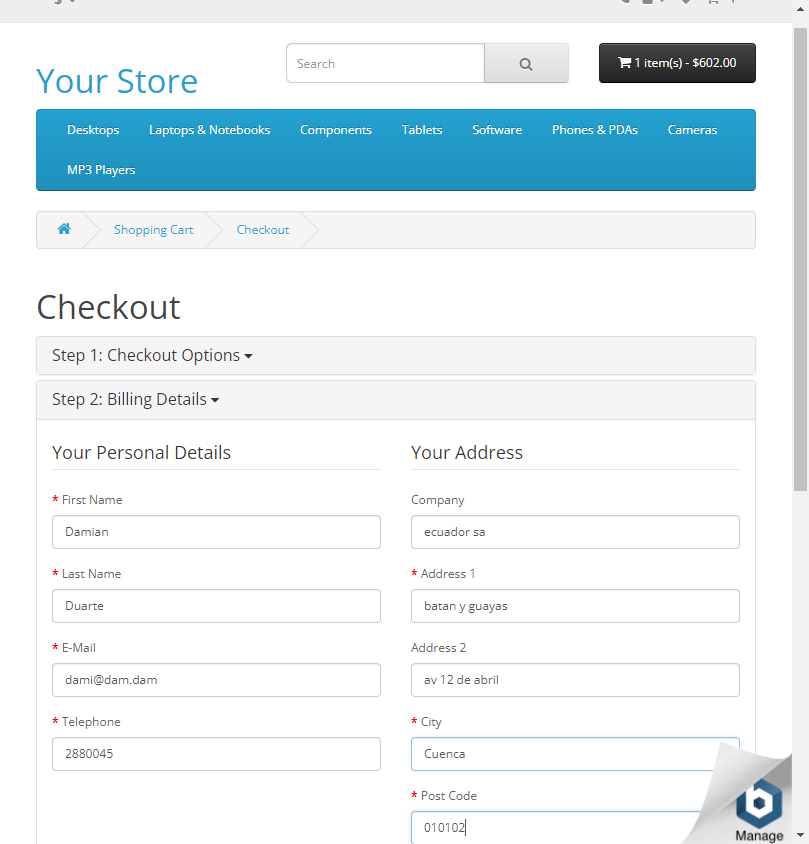 Your Store
Search
1 item(s) - $602.00
Desktops Laptops & Notebooks Components Tablets Software Phones & PDAs Cameras
MP3 Players
Shopping Cart Checkout
Checkout
Step 1: Checkout Options
Step 2: Billing Details
Your Personal Details
* First Name
Damian
* Last Name
Duarte
* E-Mail
dami@dam.dam
* Telephone
2880045
Your Address
Company
ecuador sa
* Address 1
batan y guayas
Address 2
av 12 de abril
* City
Cuenca
* Post Code
010102
b
Manage